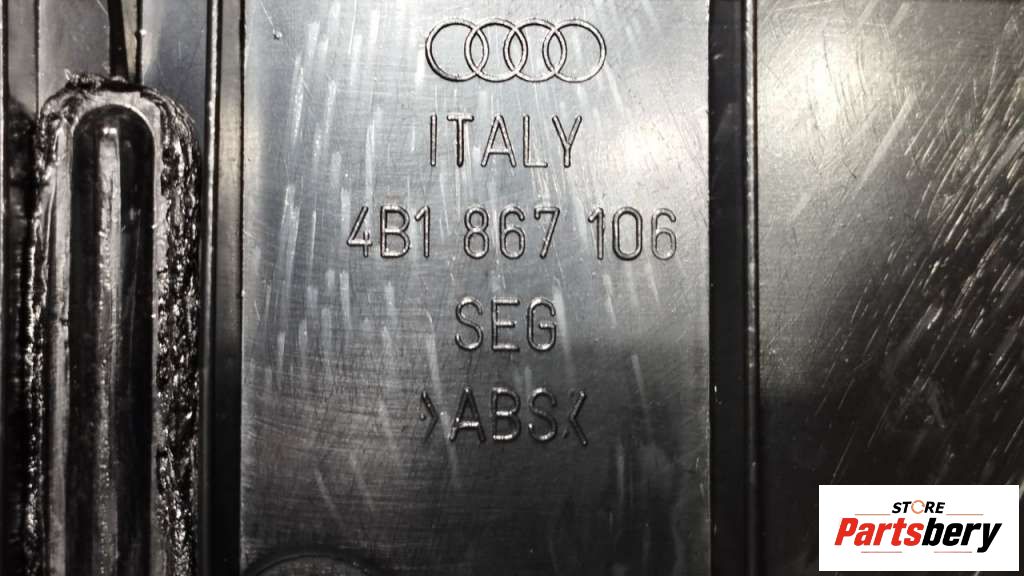 ITALY
4B1 867 106
SEG
>ABS<
STORE
Partsbery